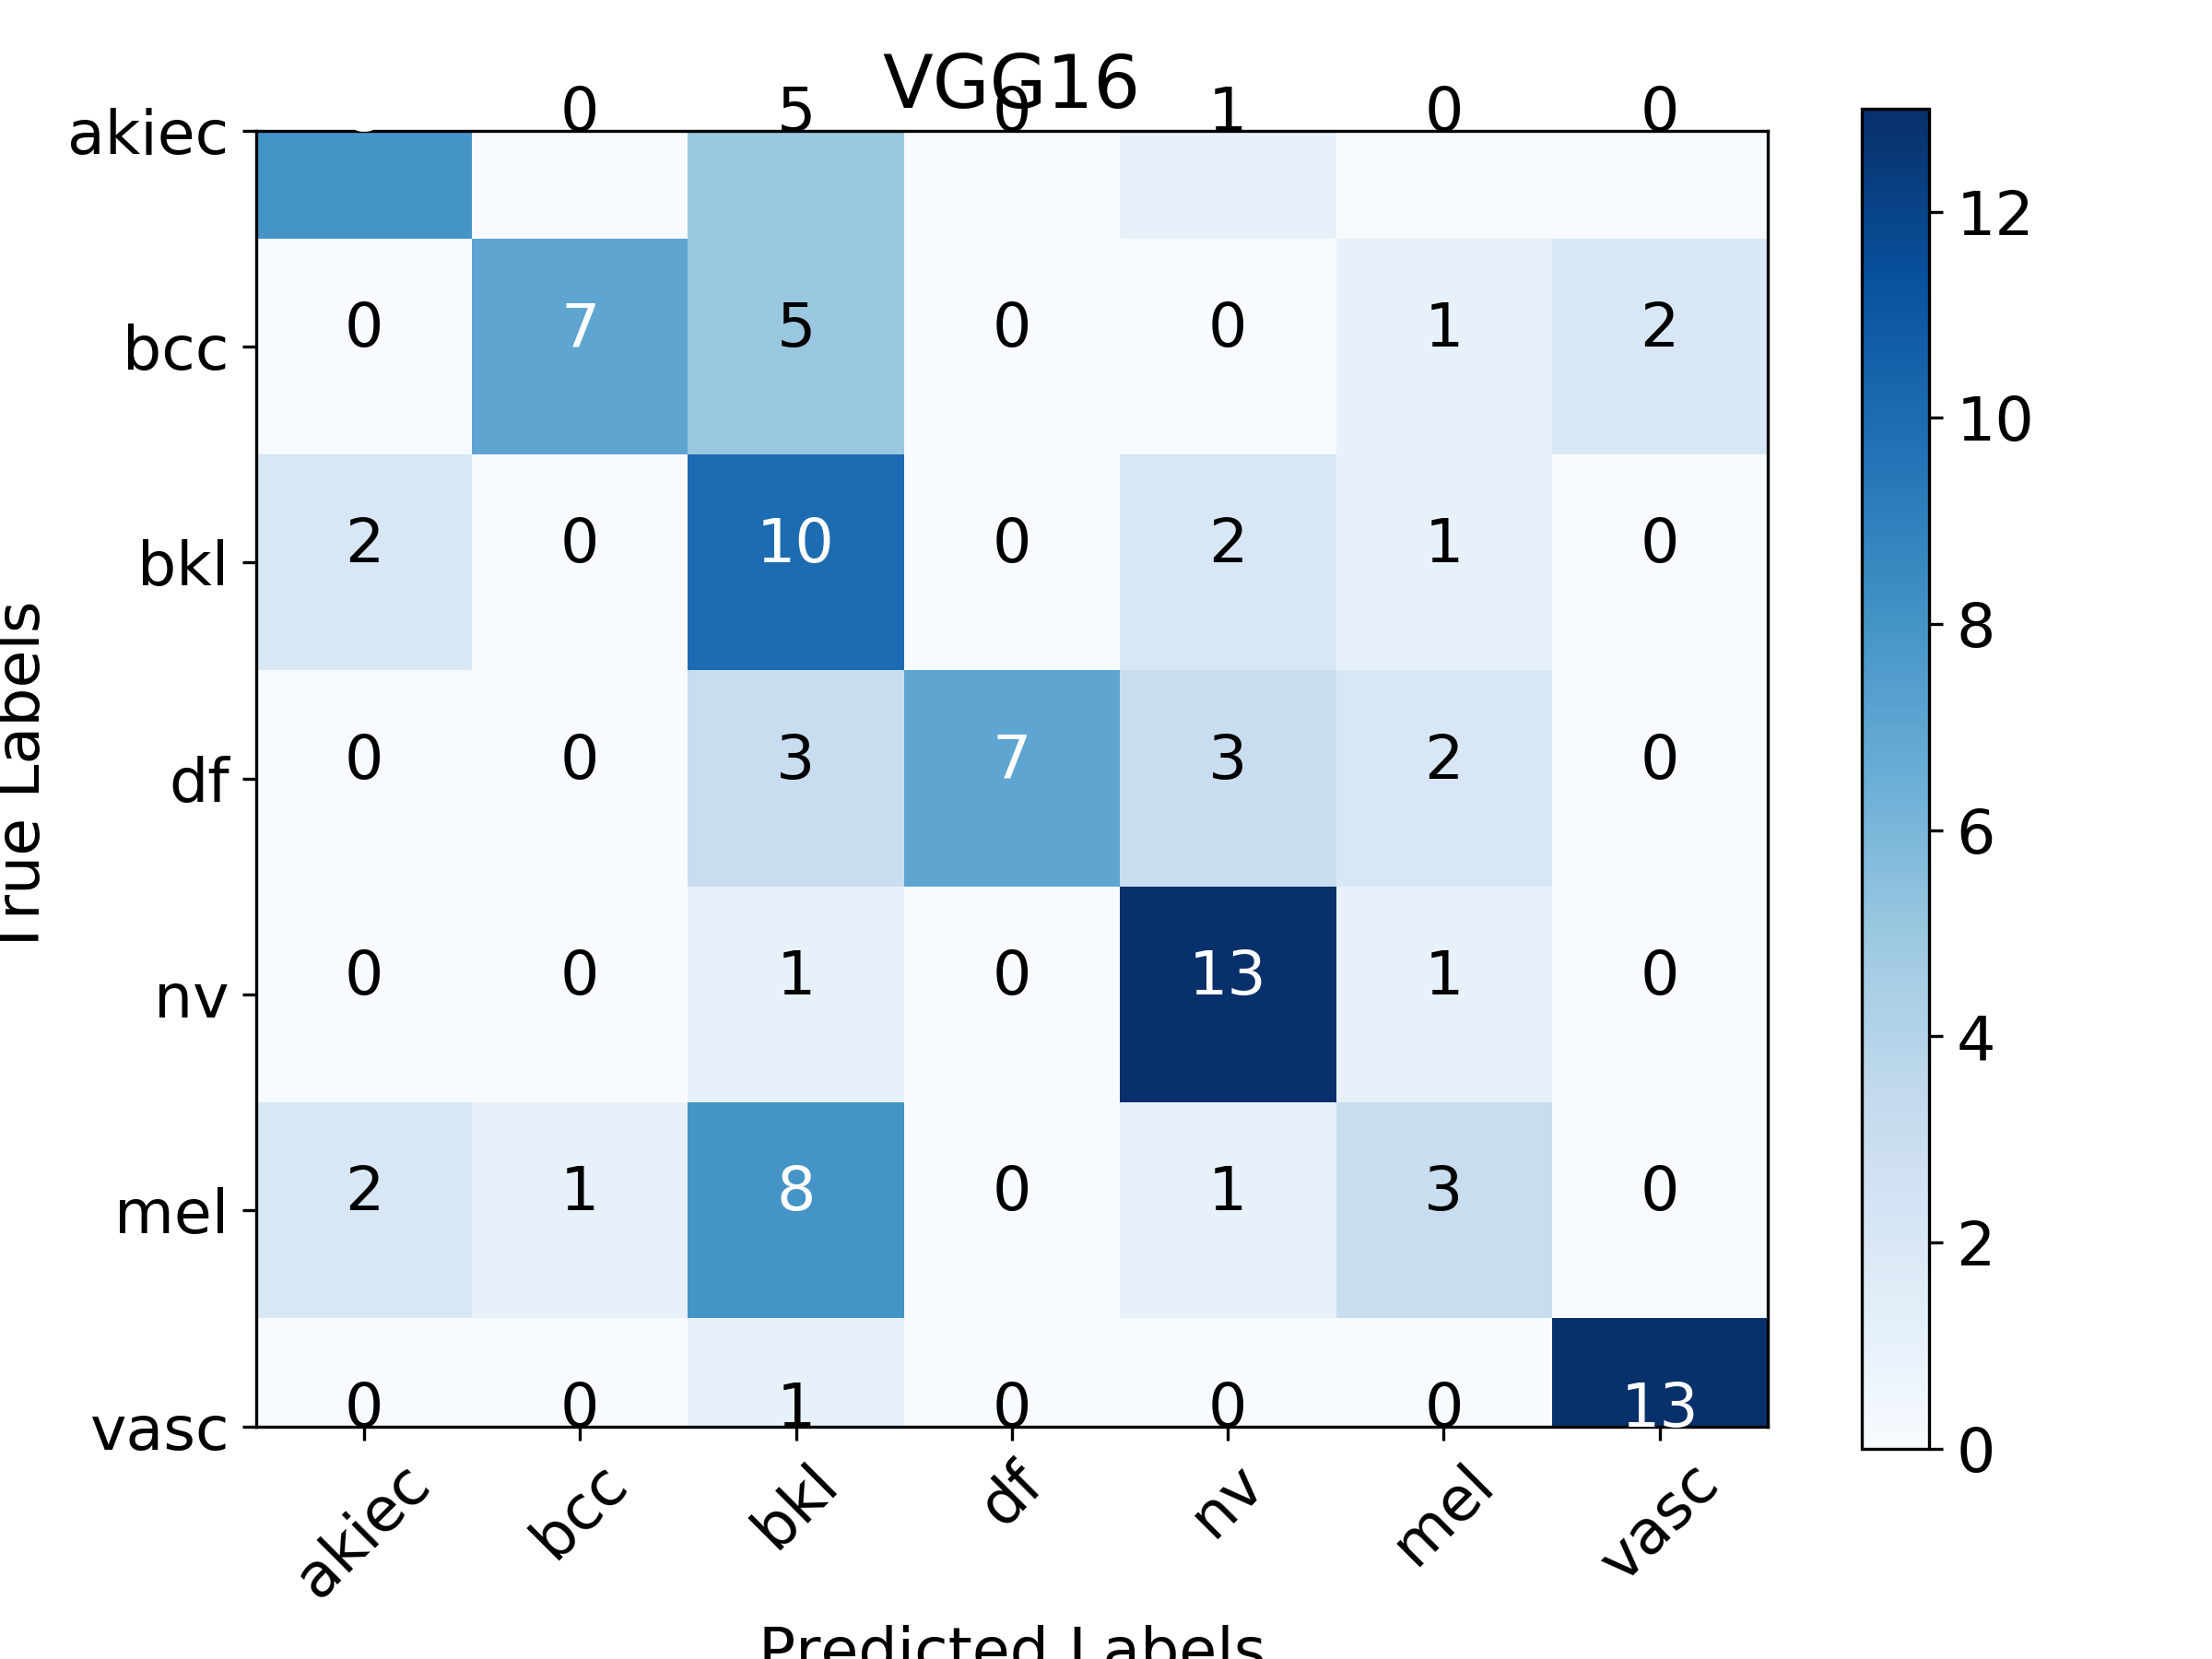 VGG16
akiec 0 5 0 1 0 0
bcc 0 7 5 0 0 1 2
bkl 2 0 10 0 2 1 0
df 0 0 3 7 3 2 0
nv 0 0 1 0 13 1 0
mel 2 1 8 0 1 3 0
vasc 0 0 1 0 0 0 13
akiec bcc bkl df nv mel vasc
Predicted Labels
True Labels
12
10
8
6
4
2
0